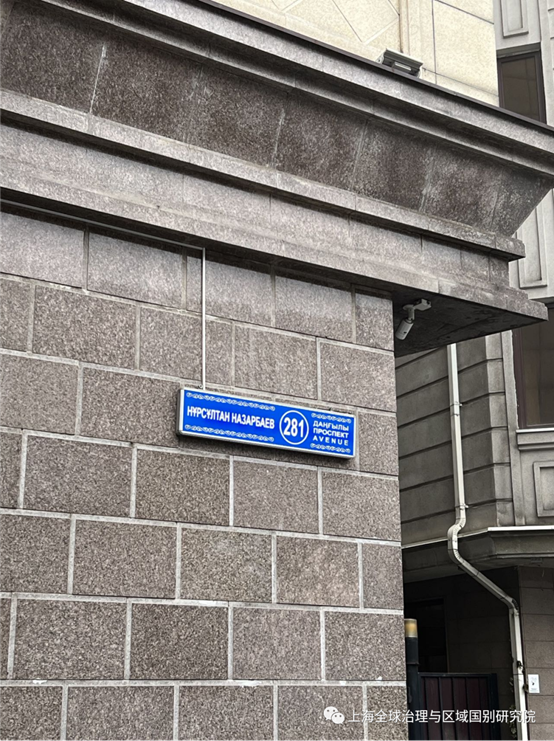 НҰРСҰЛТАН НАЗАРБАЕВ
281
ДАҢҒЫЛЫ
ПРОСПЕКТ
AVENUE
上海全球治理与区域国别研究院